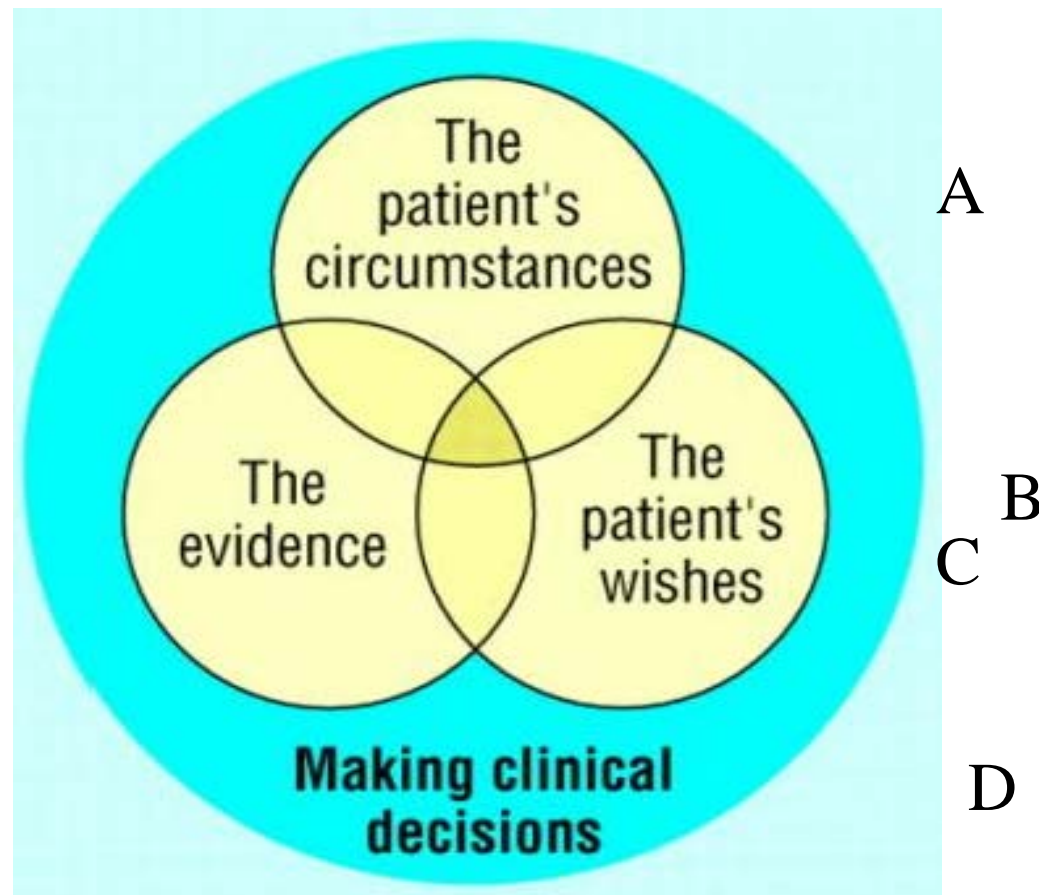 The
patient's
circumstances
A
The
evidence
The
patient's
wishes
B
C
Making clinical
decisions
D